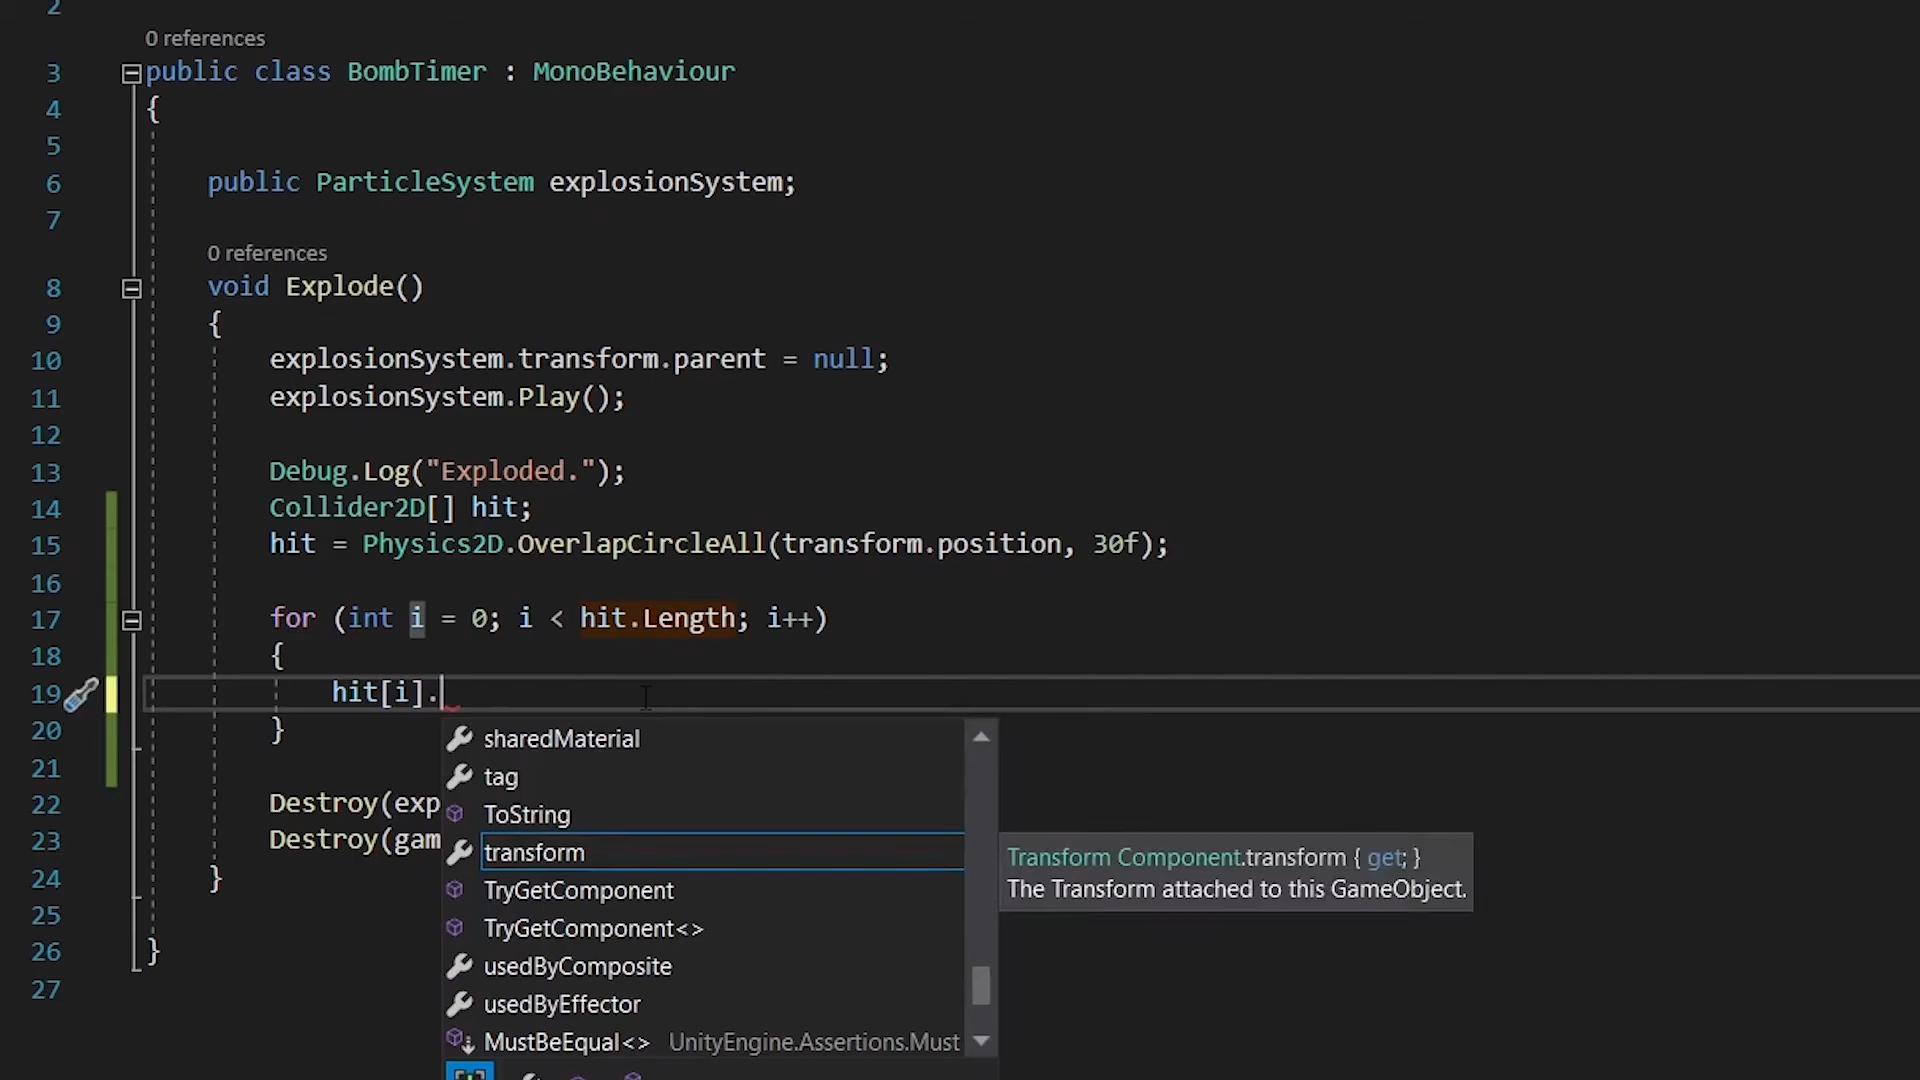 2
0 references
3 public class BombTimer : MonoBehaviour
4 {
5
6 public ParticleSystem explosionSystem;
7
0 references
8 void Explode()
9 {
10 explosionSystem.transform.parent = null;
11 explosionSystem.Play();
12
13 Debug.Log("Exploded.");
14 Collider2D[] hit;
15 hit = Physics2D.OverlapCircleAll(transform.position, 30f);
16
17 for (int i = 0; i < hit.Length; i++)
18 {
19 hit[i].
20 }
21
22 Destroy(exp
23 Destroy(gam
24 }
25
26 }
27
sharedMaterial
tag
ToString
transform
TryGetComponent
TryGetComponent<>
usedByComposite
usedByEffector
MustBeEqual<> UnityEngine.Assertions.Must
Transform Component.transform { get; }
The Transform attached to this GameObject.